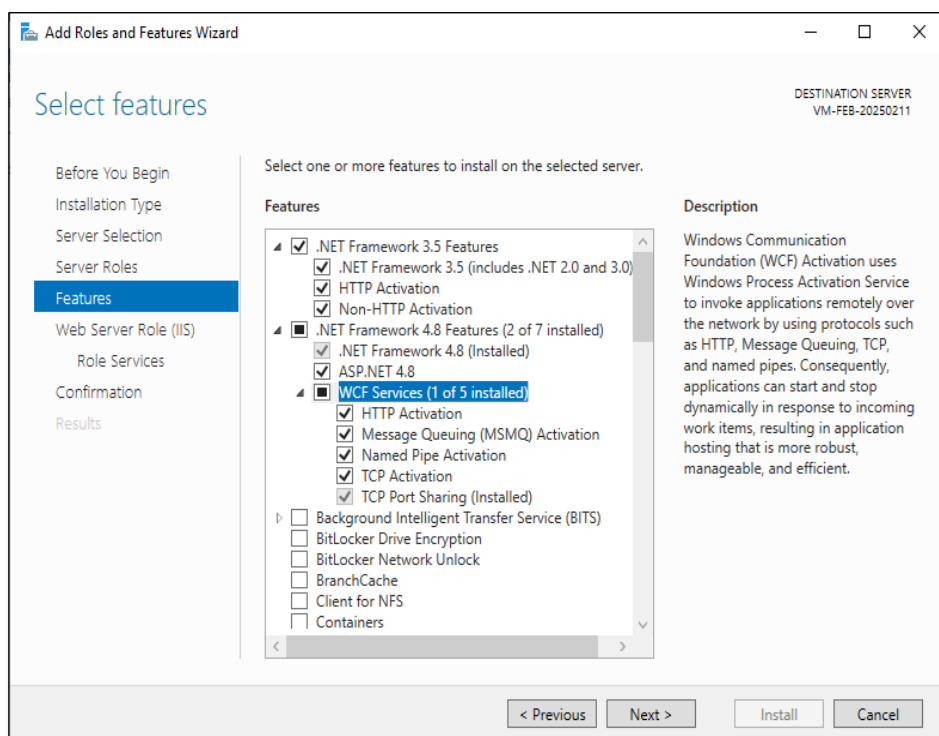 Add Roles and Features Wizard
Select features
DESTINATION SERVER
VM-FEB-20250211
Before You Begin
Installation Type
Server Selection
Server Roles
Features
Web Server Role (IIS)
Role Services
Confirmation
Results
Select one or more features to install on the selected server.
Features
.NET Framework 3.5 Features
.NET Framework 3.5 (includes .NET 2.0 and 3.0)
HTTP Activation
Non-HTTP Activation
.NET Framework 4.8 Features (2 of 7 installed)
.NET Framework 4.8 (Installed)
ASP.NET 4.8
WCF Services (1 of 5 installed)
HTTP Activation
Message Queuing (MSMQ) Activation
Named Pipe Activation
TCP Activation
TCP Port Sharing (Installed)
Background Intelligent Transfer Service (BITS)
BitLocker Drive Encryption
BitLocker Network Unlock
BranchCache
Client for NFS
Containers
Description
Windows Communication
Foundation (WCF) Activation uses
Windows Process Activation Service
to invoke applications remotely over
the network by using protocols such
as HTTP, Message Queuing, TCP,
and named pipes. Consequently,
applications can start and stop
dynamically in response to incoming
work items, resulting in application
hosting that is more robust,
manageable, and efficient.
< Previous
Next >
Install
Cancel